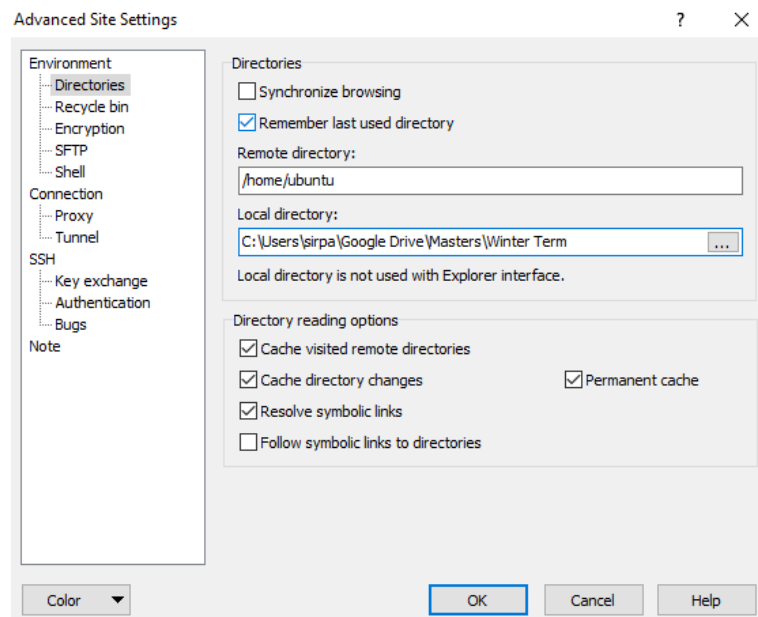 Advanced Site Settings ? ×
Environment
Directories
Recycle bin
Encryption
SFTP
Shell
Connection
Proxy
Tunnel
SSH
Key exchange
Authentication
Bugs
Note
Directories
Synchronize browsing
Remember last used directory
Remote directory:
/home/ubuntu
Local directory:
C:\Users\sirpa\Google Drive\Masters\Winter Term ...
Local directory is not used with Explorer interface.
Directory reading options
Cache visited remote directories
Cache directory changes Permanent cache
Resolve symbolic links
Follow symbolic links to directories
Color OK Cancel Help